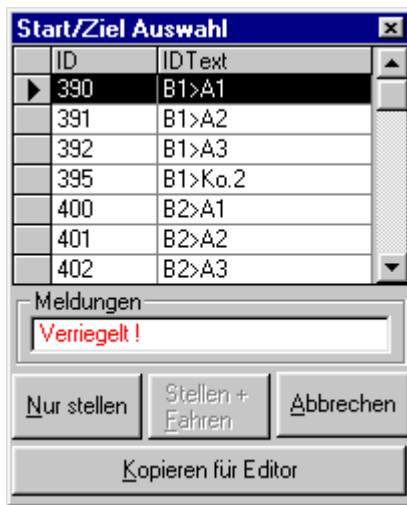 Start/Ziel Auswahl
ID IDText
390 B1>A1
391 B1>A2
392 B1>A3
395 B1>Ko.2
400 B2>A1
401 B2>A2
402 B2>A3
Meldungen
Verriegelt !
Nur stellen
Stellen +
Fahren
Abbrechen
Kopieren für Editor